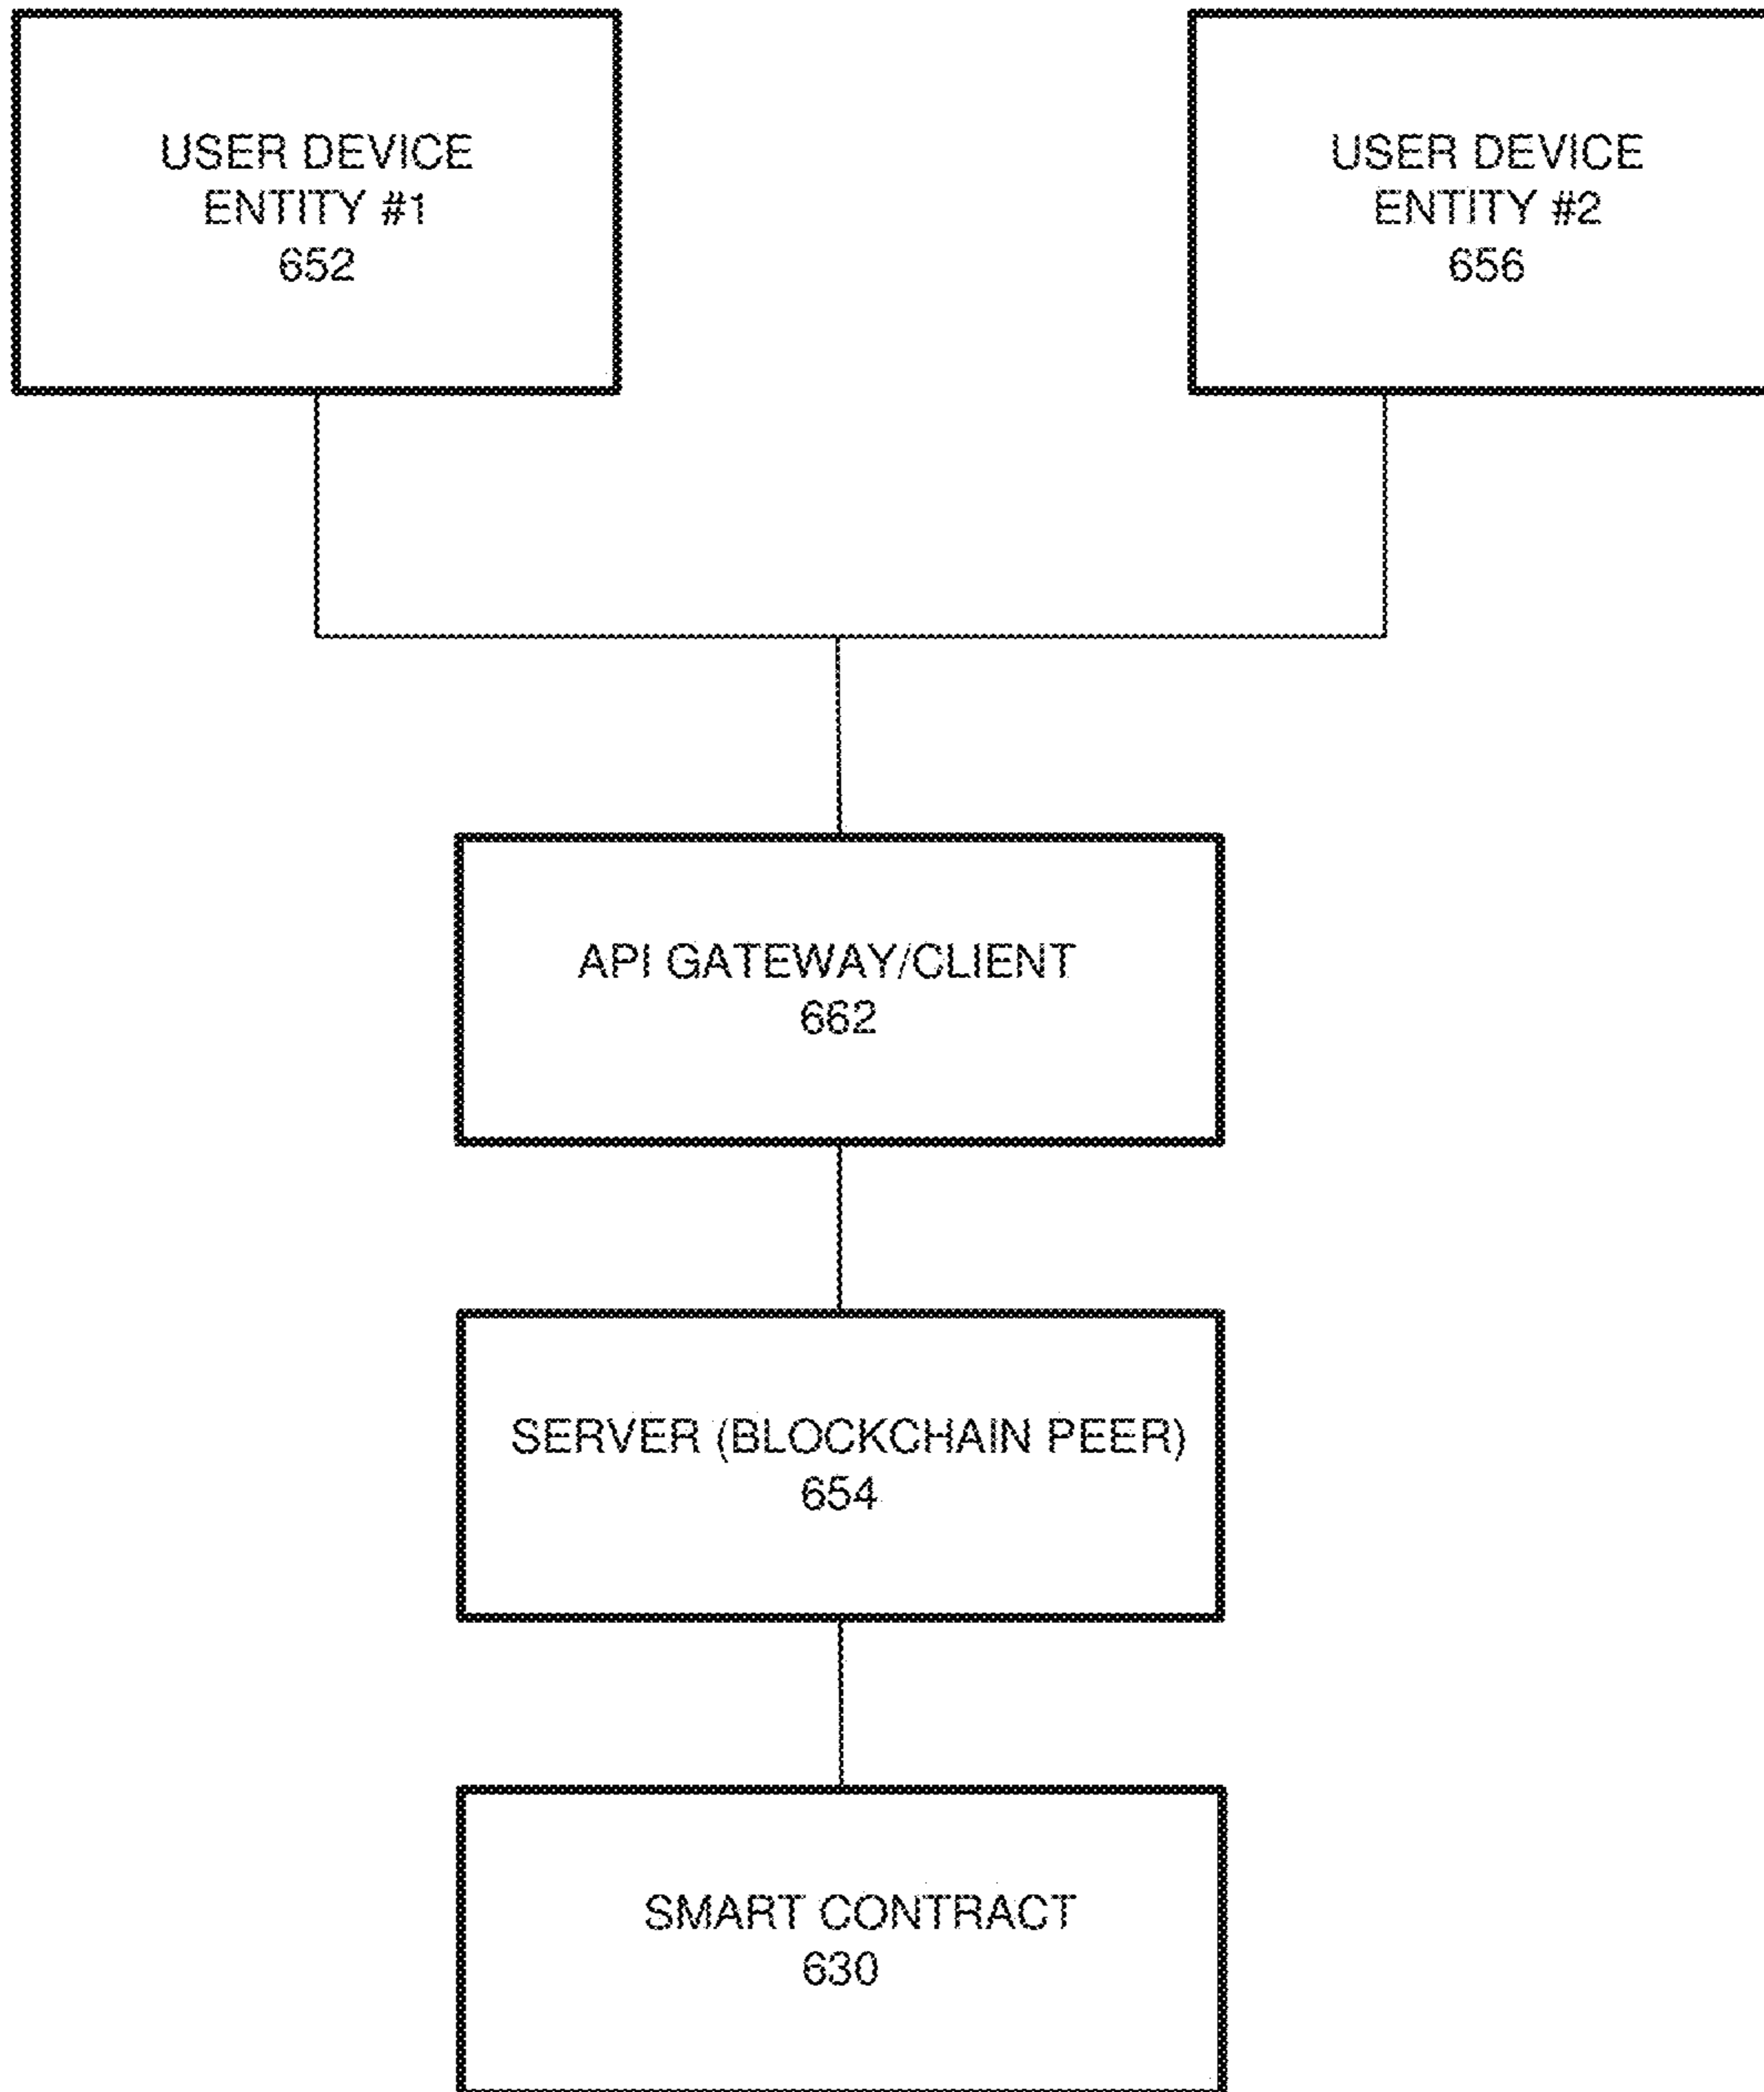 USER DEVICE
ENTITY #1
652
USER DEVICE
ENTITY #2
656
API GATEWAY/CLIENT
662
SERVER (BLOCKCHAIN PEER)
654
SMART CONTRACT
630